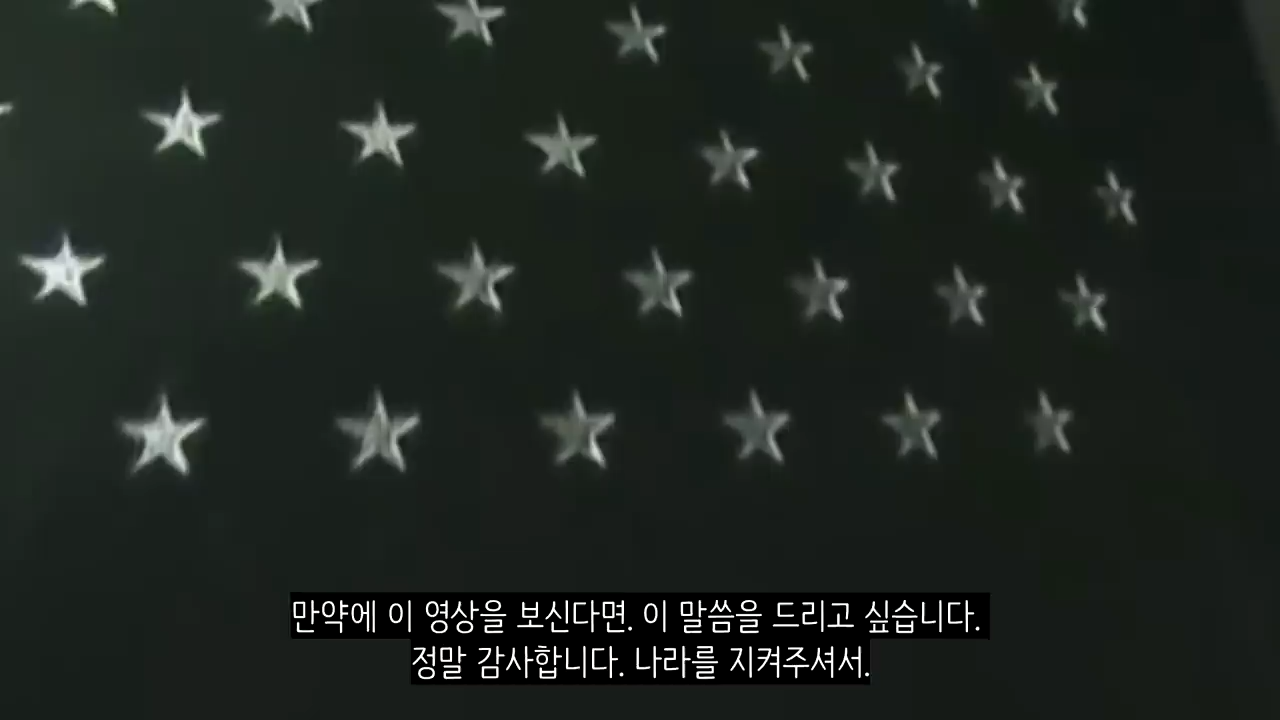 만약에 이 영상을 보신다면. 이 말씀을 드리고 싶습니다.
정말 감사합니다. 나라를 지켜주셔서.